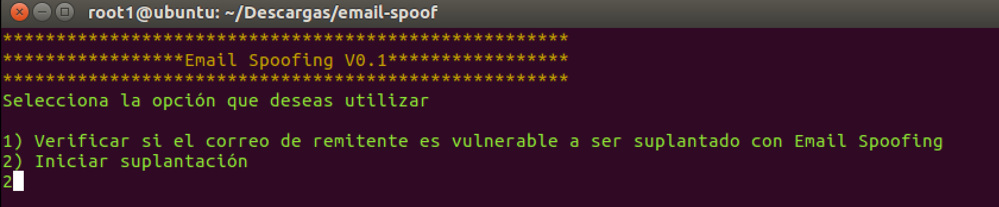 root1@ubuntu: ~/Descargas/email-spoof
*****************************************************
*****************Email Spoofing V0.1*****************
*****************************************************
Selecciona la opción que deseas utilizar
1) Verificar si el correo de remitente es vulnerable a ser suplantado con Email Spoofing
2) Iniciar suplantación
2